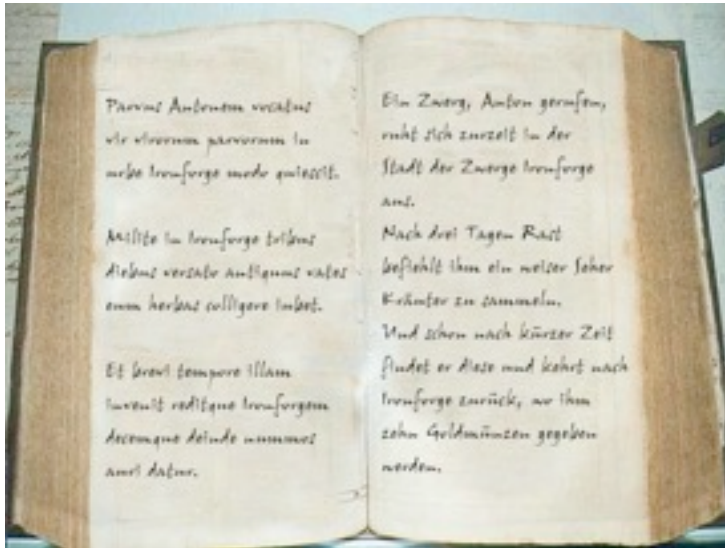 Parvus Antonem vocatus
vir virorum parvorum in
urbe Ironforge modo quiescit.
Milite in Ironforge tribus
diebus versato antiquus vates
eum herbas colligere iubet.
Et brevi tempore illam
invenit reditque Ironforgem
decemque deinde nummos
auri datur.
Ein Zwerg, Anton gerufen,
ruht sich zurzeit in der
Stadt der Zwerge Ironforge
aus.
Nach drei Tagen Rast
befiehlt ihm ein weiser Seher
Kräuter zu sammeln.
Und schon nach kürzer Zeit
findet er diese und kehrt nach
Ironforge zurück, wo ihm
zehn Goldmünzen gegeben
werden.